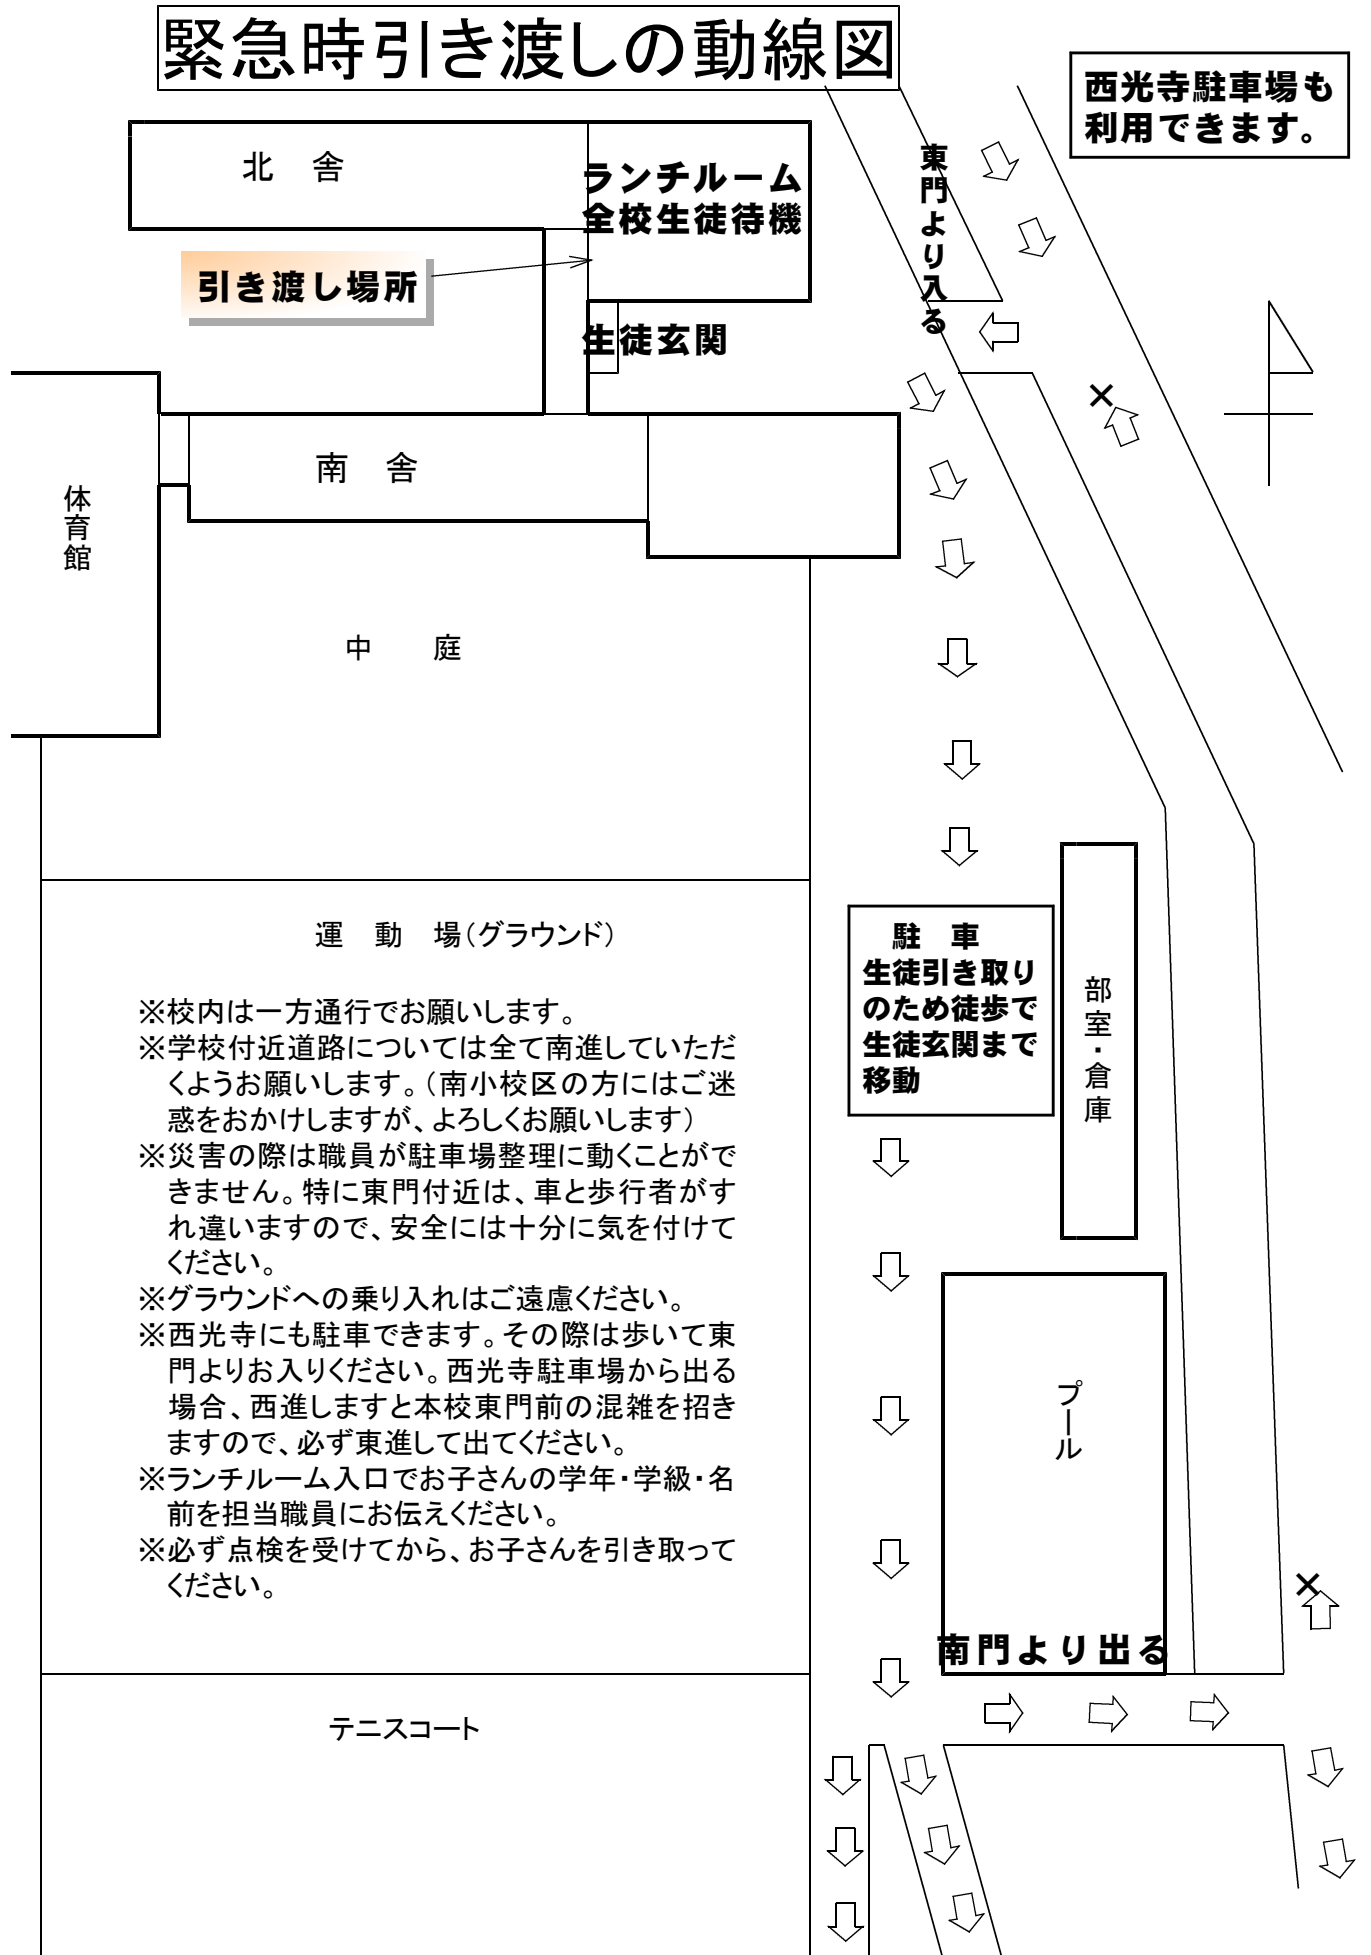 緊急時引き渡しの動線図
西光寺駐車場も
利用できます。
北　舎
ランチルーム
全校生徒待機
東門より入る
引き渡し場所
生徒玄関
南　舎
体育館
中　庭
運　動　場(グラウンド)
駐　車
生徒引き取り
のため徒歩で
生徒玄関まで
移動
部室・倉庫
※校内は一方通行でお願いします。
※学校付近道路については全て南進していただ
くようお願いします。(南小校区の方にはご迷
惑をおかけしますが、よろしくお願いします)
※災害の際は職員が駐車場整理に動くことがで
きません。特に東門付近は、車と歩行者がす
れ違いますので、安全には十分に気を付けて
ください。
※グラウンドへの乗り入れはご遠慮ください。
※西光寺にも駐車できます。その際は歩いて東
門よりお入りください。西光寺駐車場から出る
場合、西進しますと本校東門前の混雑を招き
ますので、必ず東進して出てください。
※ランチルーム入口でお子さんの学年・学級・名
前を担当職員にお伝えください。
※必ず点検を受けてから、お子さんを引き取って
ください。
プール
南門より出る
テニスコート